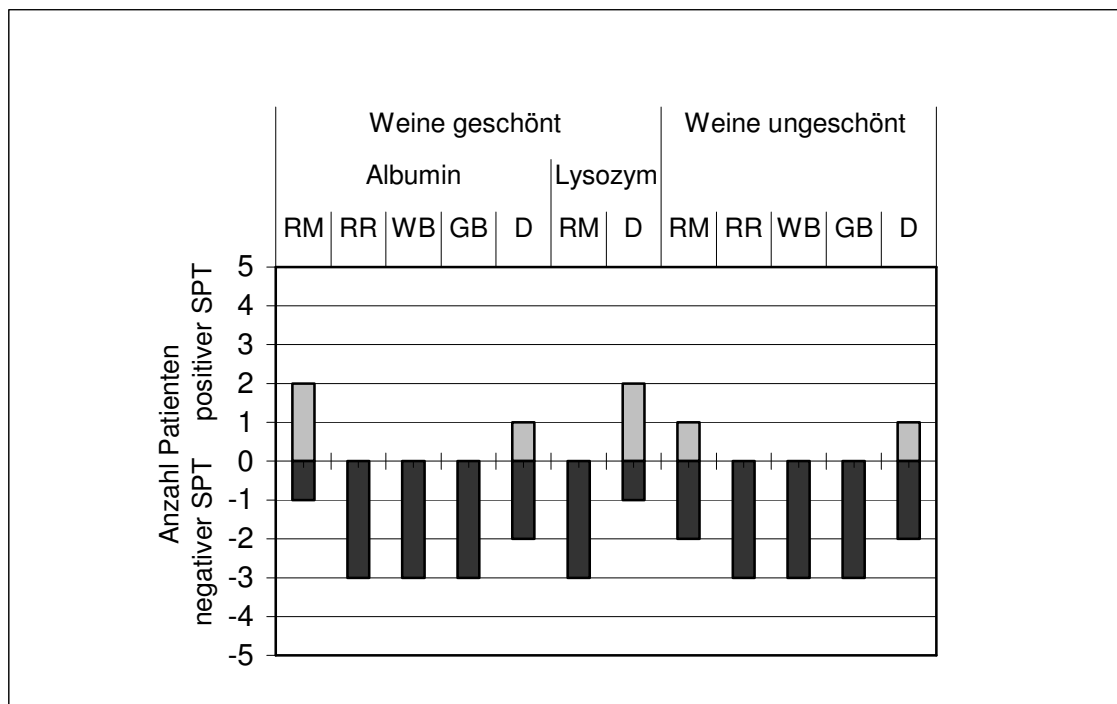 Weine geschönt Weine ungeschönt
Albumin Lysozym
RM RR WB GB D RM D RM RR WB GB D
5
4
3
2
1
0
-1
-2
-3
-4
-5
Anzahl Patienten
negativer SPT positiver SPT